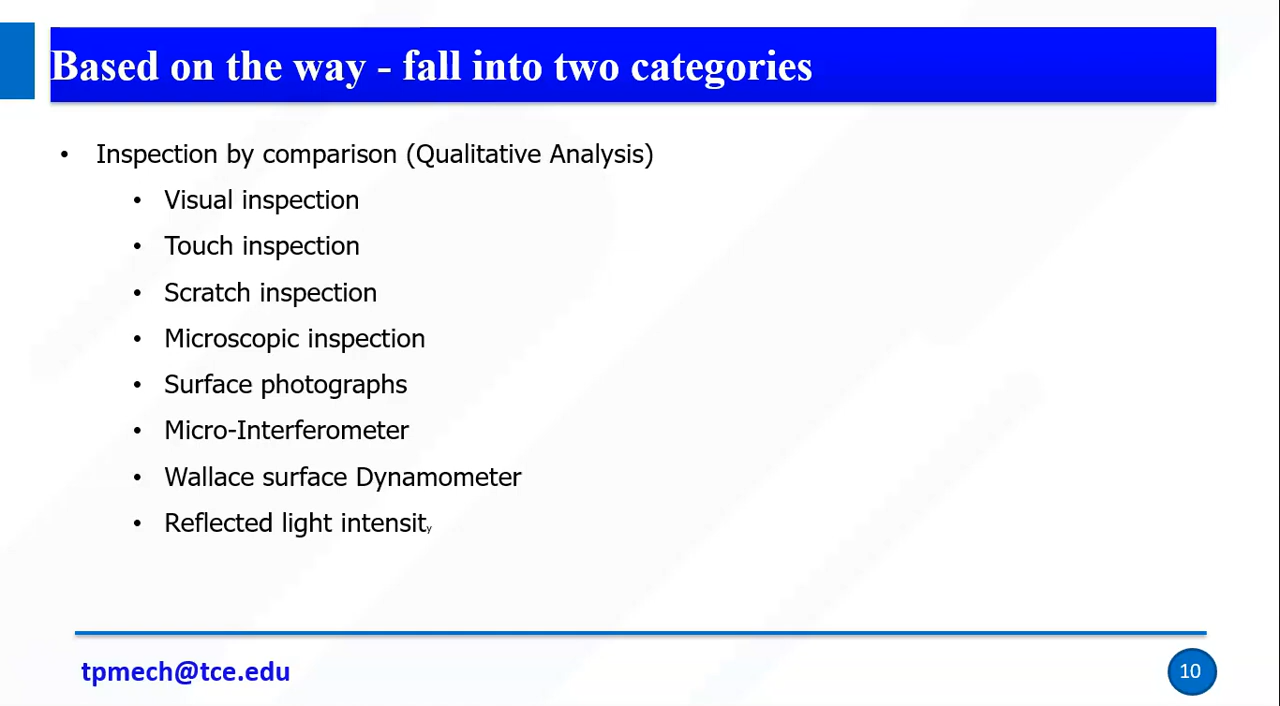 Based on the way - fall into two categories
• Inspection by comparison (Qualitative Analysis)
• Visual inspection
• Touch inspection
• Scratch inspection
• Microscopic inspection
• Surface photographs
• Micro-Interferometer
• Wallace surface Dynamometer
• Reflected light intensity
tpmech@tce.edu
10